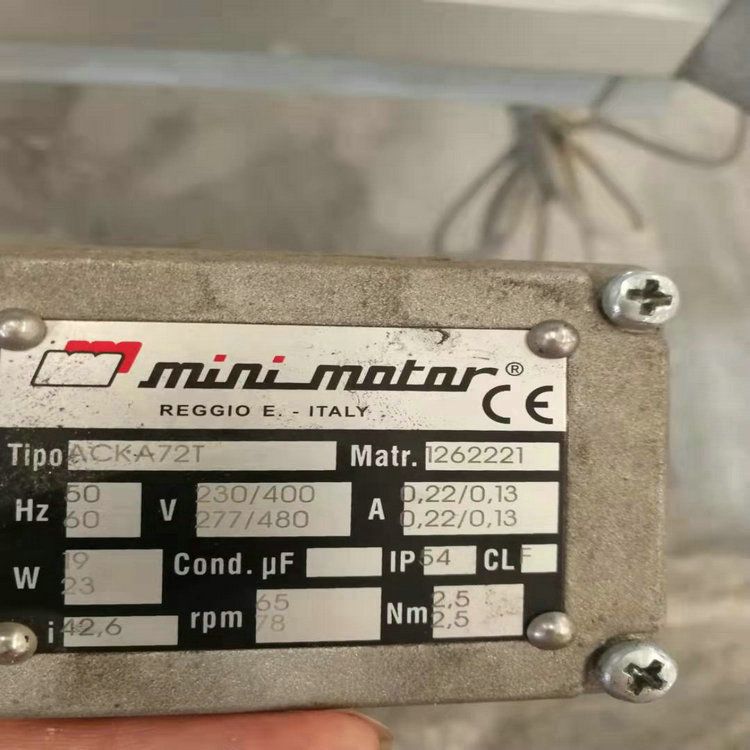 mini motor®
CE
REGGIO E. - ITALY
Tipo ACKA72T Matr. 1262221
Hz 50 60 V 230/400 277/480 A 0,22/0,13 0,22/0,13
W 19 23 Cond. µF IP 54 CL F
i 42,6 rpm 65 78 Nm 2,5 2,5